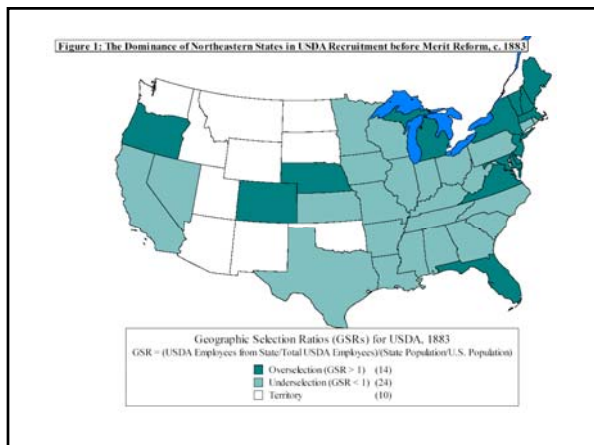 Figure 1: The Dominance of Northeastern States in USDA Recruitment before Merit Reform, c. 1883
Geographic Selection Ratios (GSRs) for USDA, 1883
GSR = (USDA Employees from State/Total USDA Employees)/(State Population/U.S. Population)
Overselection (GSR > 1) (14)
Underselection (GSR < 1) (24)
Territory (10)